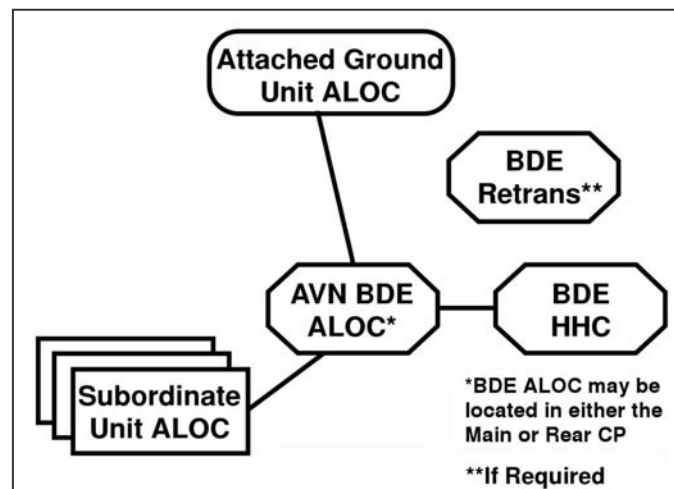 Attached Ground
Unit ALOC
BDE
Retrans**
AVN BDE
ALOC*
BDE
HHC
Subordinate
Unit ALOC
*BDE ALOC may be
located in either the
Main or Rear CP
**If Required